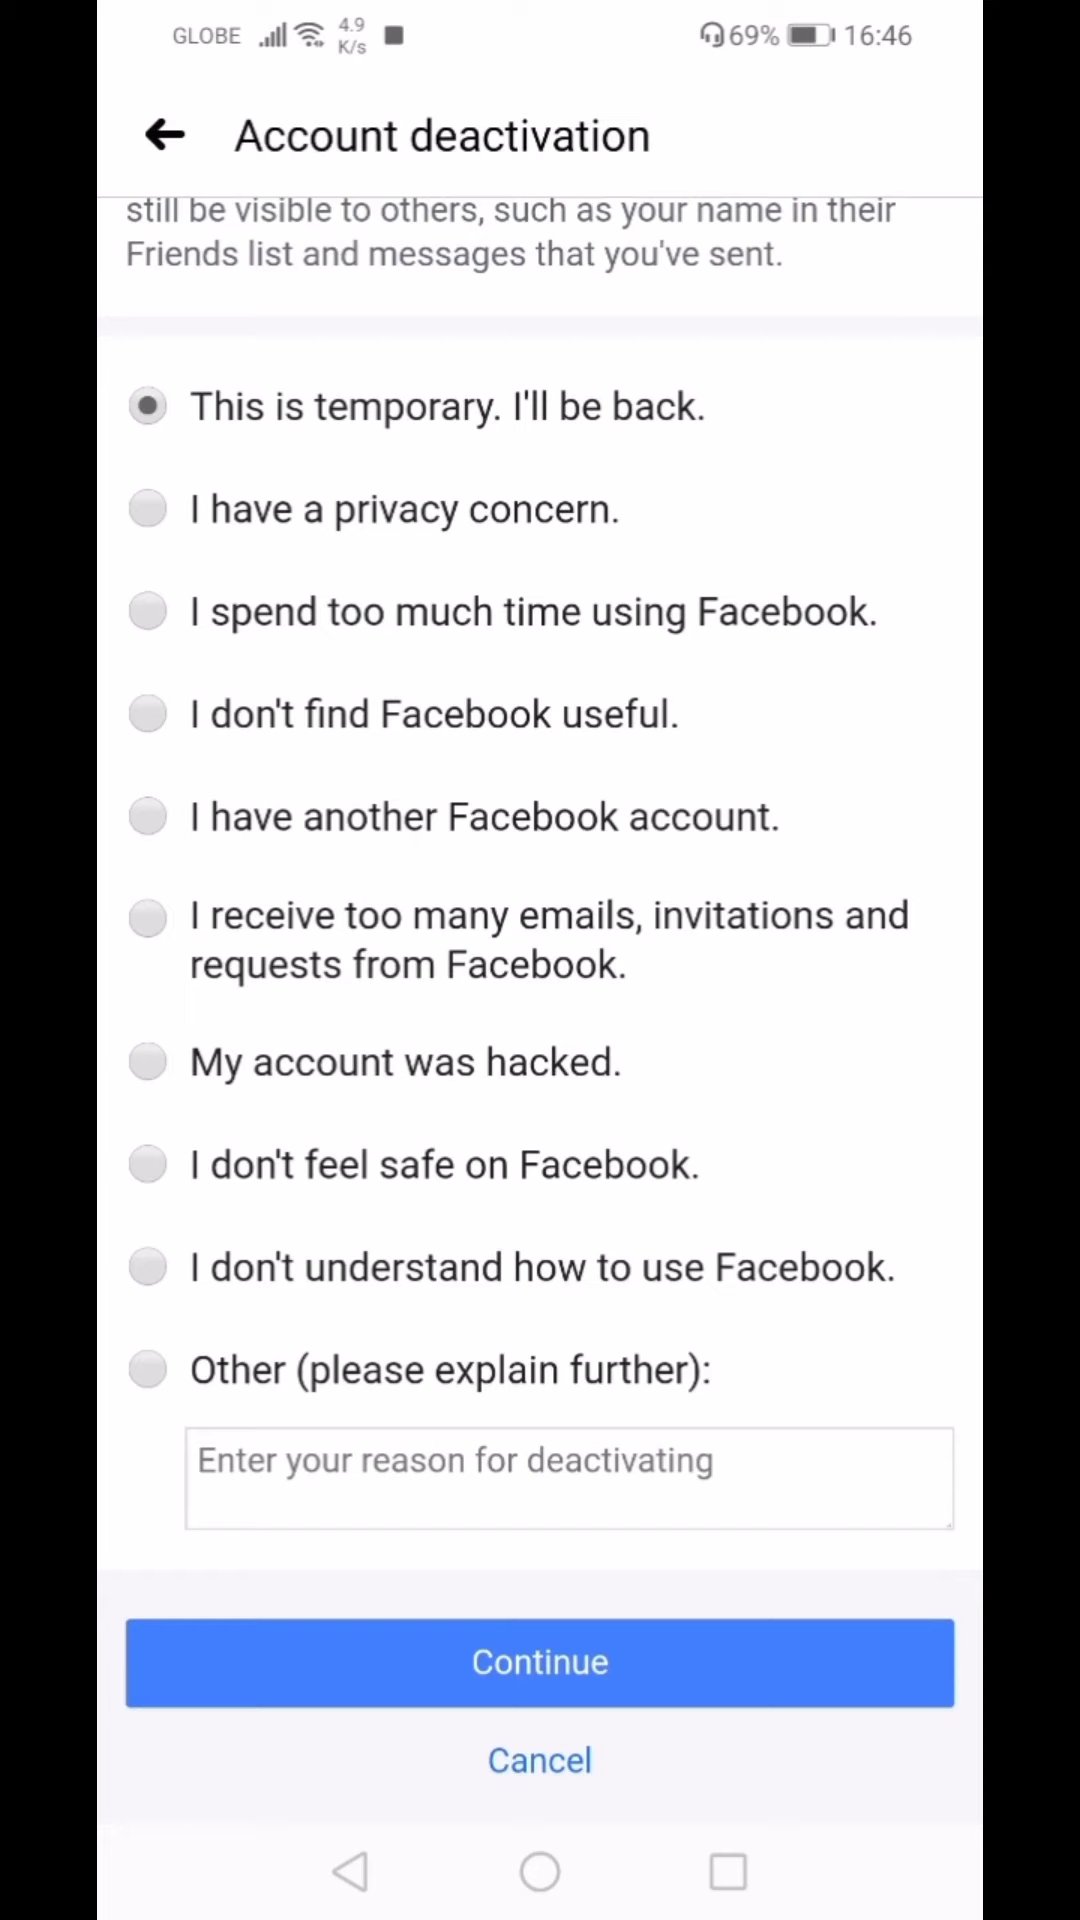 GLOBE 4.9 K/s 69% 16:46
Account deactivation
still be visible to others, such as your name in their
Friends list and messages that you've sent.
This is temporary. I'll be back.
I have a privacy concern.
I spend too much time using Facebook.
I don't find Facebook useful.
I have another Facebook account.
I receive too many emails, invitations and
requests from Facebook.
My account was hacked.
I don't feel safe on Facebook.
I don't understand how to use Facebook.
Other (please explain further):
Enter your reason for deactivating
Continue
Cancel